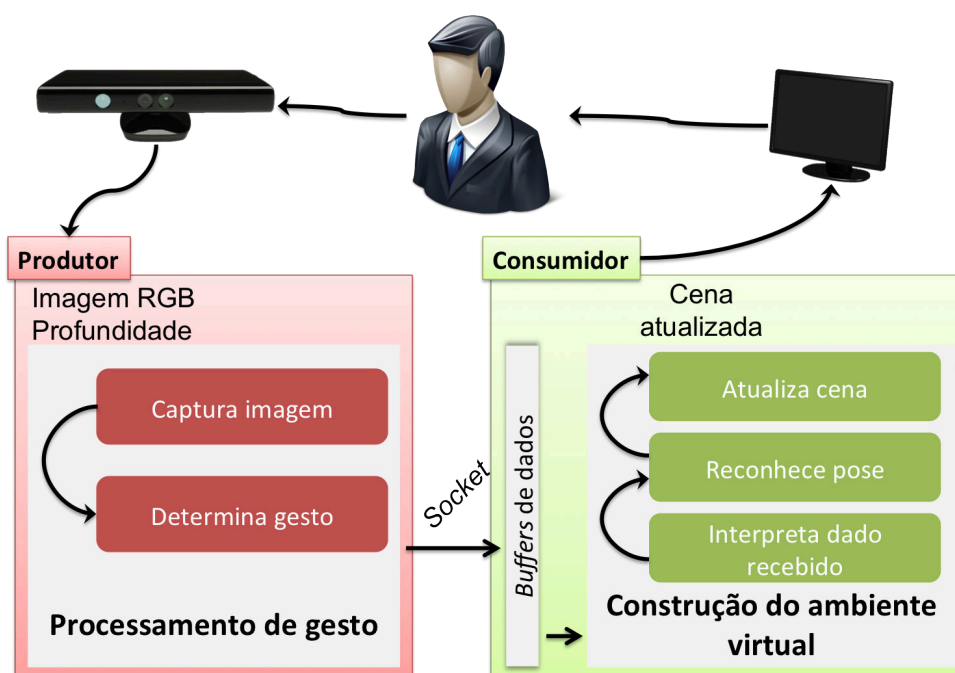 Produtor
Imagem RGB
Profundidade
Captura imagem
Determina gesto
Processamento de gesto
Socket
Consumidor
Cena
atualizada
Buffers de dados
Atualiza cena
Reconhece pose
Interpreta dado
recebido
Construção do ambiente
virtual